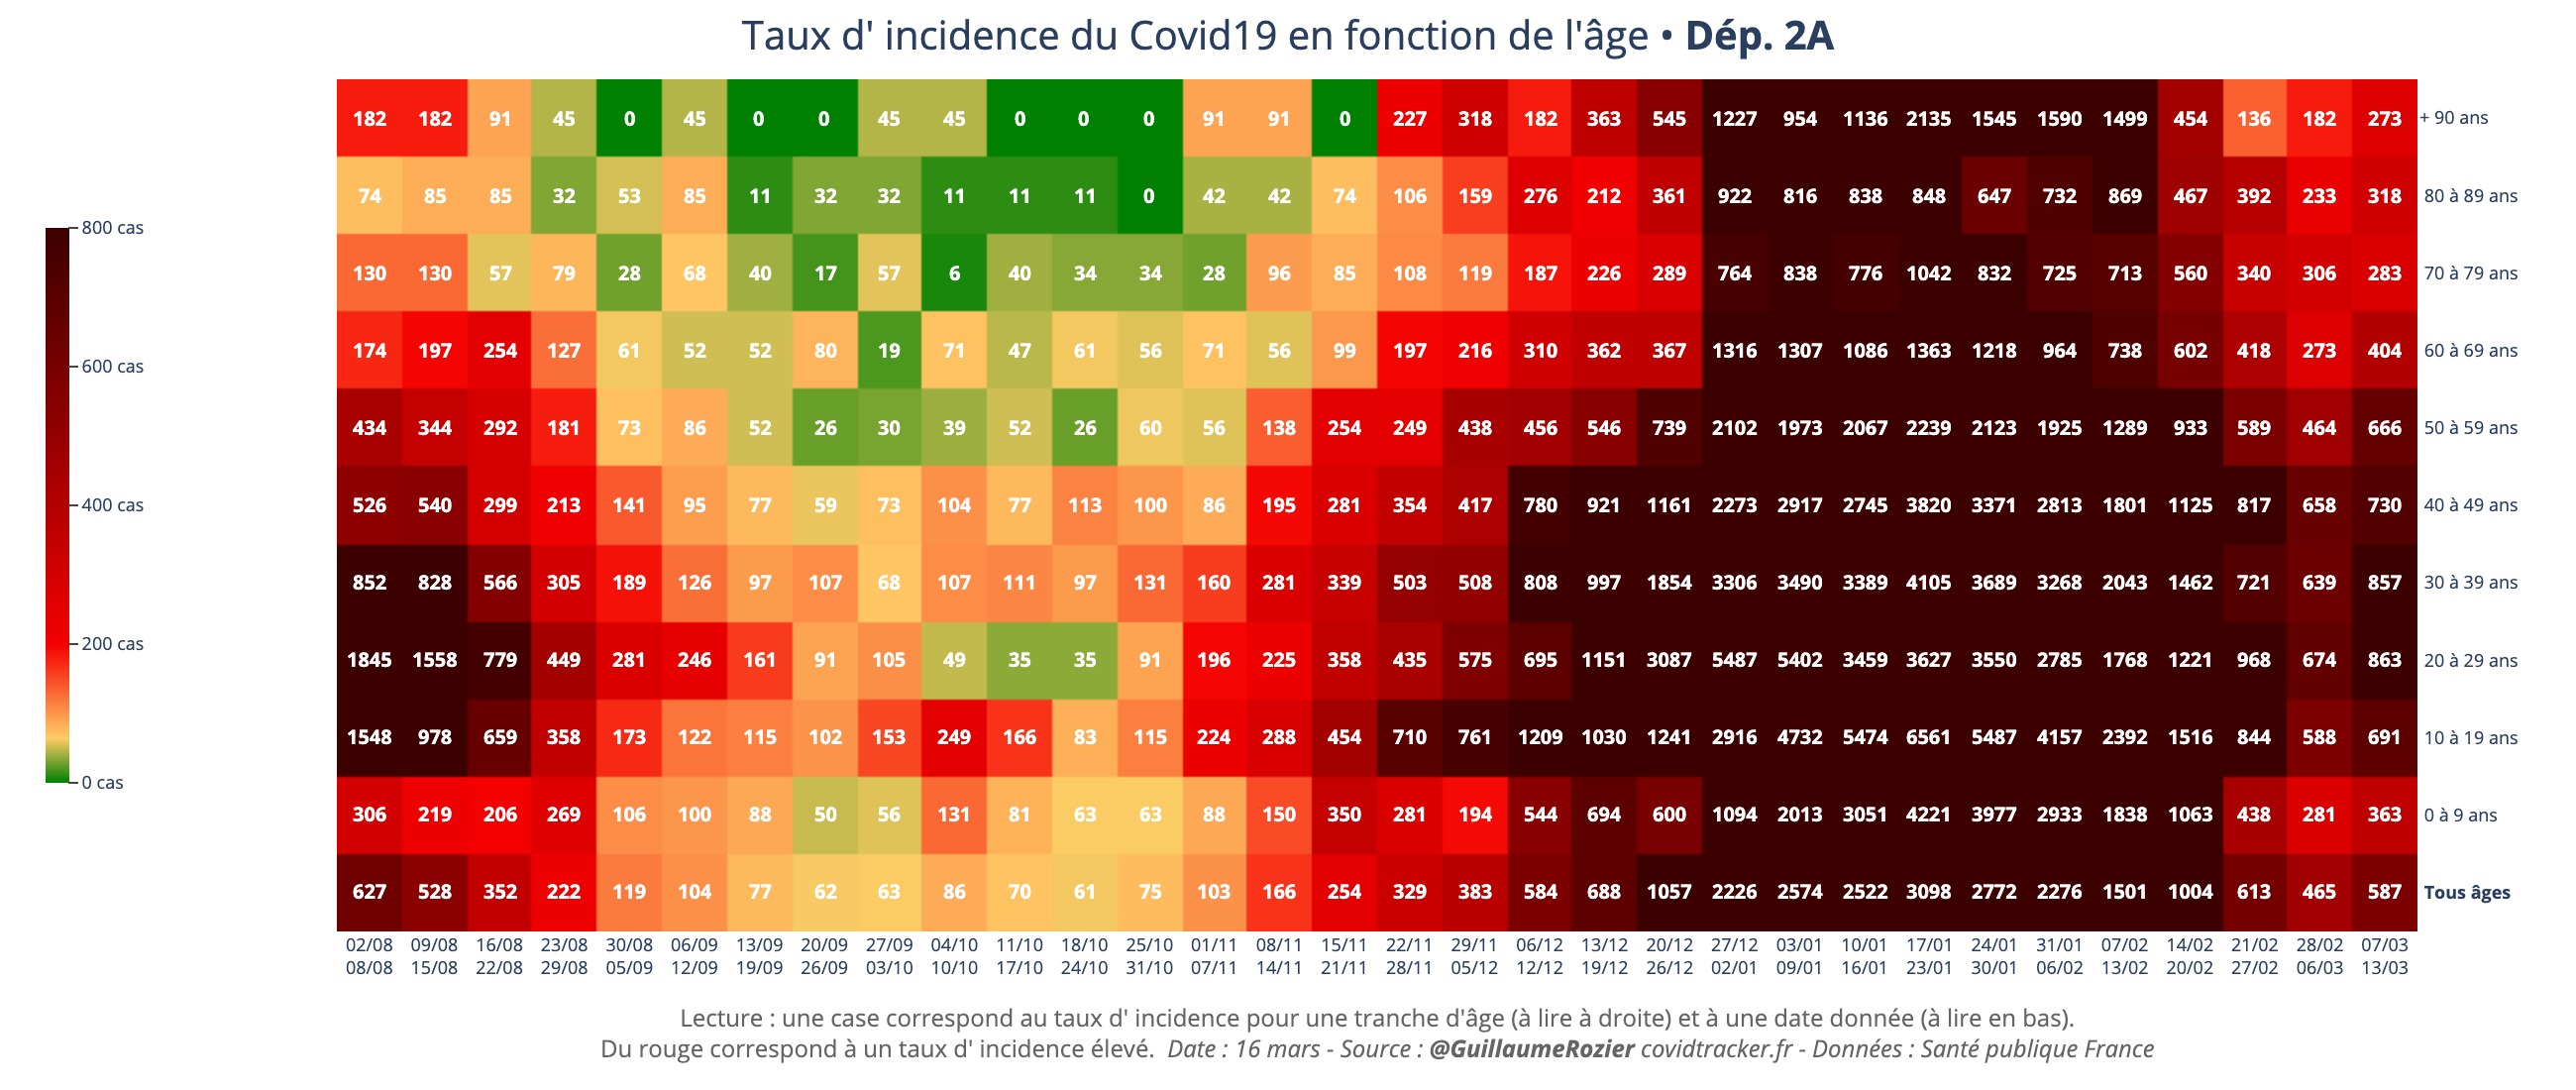 Taux d' incidence du Covid19 en fonction de l'âge • Dép. 2A
182 182 91 45 0 45 0 0 45 45 0 0 0 91 91 0 227 318 182 363 545 1227 954 1136 2135 1545 1590 1499 454 136 182 273 + 90 ans
74 85 85 32 53 85 11 32 32 11 11 11 0 42 42 74 106 159 276 212 361 922 816 838 848 647 732 869 467 392 233 318 80 à 89 ans
800 cas
130 130 57 79 28 68 40 17 57 6 40 34 34 28 96 85 108 119 187 226 289 764 838 776 1042 832 725 713 560 340 306 283 70 à 79 ans
174 197 254 127 61 52 52 80 19 71 47 61 56 71 56 99 197 216 310 362 367 1316 1307 1086 1363 1218 964 738 602 418 273 404 60 à 69 ans
600 cas
434 344 292 181 73 86 52 26 30 39 52 26 60 56 138 254 249 438 456 546 739 2102 1973 2067 2239 2123 1925 1289 933 589 464 666 50 à 59 ans
400 cas
526 540 299 213 141 95 77 59 73 104 77 113 100 86 195 281 354 417 780 921 1161 2273 2917 2745 3820 3371 2813 1801 1125 817 658 730 40 à 49 ans
852 828 566 305 189 126 97 107 68 107 111 97 131 160 281 339 503 508 808 997 1854 3306 3490 3389 4105 3689 3268 2043 1462 721 639 857 30 à 39 ans
200 cas
1845 1558 779 449 281 246 161 91 105 49 35 35 91 196 225 358 435 575 695 1151 3087 5487 5402 3459 3627 3550 2785 1768 1221 968 674 863 20 à 29 ans
1548 978 659 358 173 122 115 102 153 249 166 83 115 224 288 454 710 761 1209 1030 1241 2916 4732 5474 6561 5487 4157 2392 1516 844 588 691 10 à 19 ans
0 cas
306 219 206 269 106 100 88 50 56 131 81 63 63 88 150 350 281 194 544 694 600 1094 2013 3051 4221 3977 2933 1838 1063 438 281 363 0 à 9 ans
627 528 352 222 119 104 77 62 63 86 70 61 75 103 166 254 329 383 584 688 1057 2226 2574 2522 3098 2772 2276 1501 1004 613 465 587 Tous âges
02/08 09/08 16/08 23/08 30/08 06/09 13/09 20/09 27/09 04/10 11/10 18/10 25/10 01/11 08/11 15/11 22/11 29/11 06/12 13/12 20/12 27/12 03/01 10/01 17/01 24/01 31/01 07/02 14/02 21/02 28/02 07/03
08/08 15/08 22/08 29/08 05/09 12/09 19/09 26/09 03/10 10/10 17/10 24/10 31/10 07/11 14/11 21/11 28/11 05/12 12/12 19/12 26/12 02/01 09/01 16/01 23/01 30/01 06/02 13/02 20/02 27/02 06/03 13/03
Lecture : une case correspond au taux d' incidence pour une tranche d'âge (à lire à droite) et à une date donnée (à lire en bas).
Du rouge correspond à un taux d' incidence élevé. Date : 16 mars - Source : @GuillaumeRozier covidtracker.fr - Données : Santé publique France